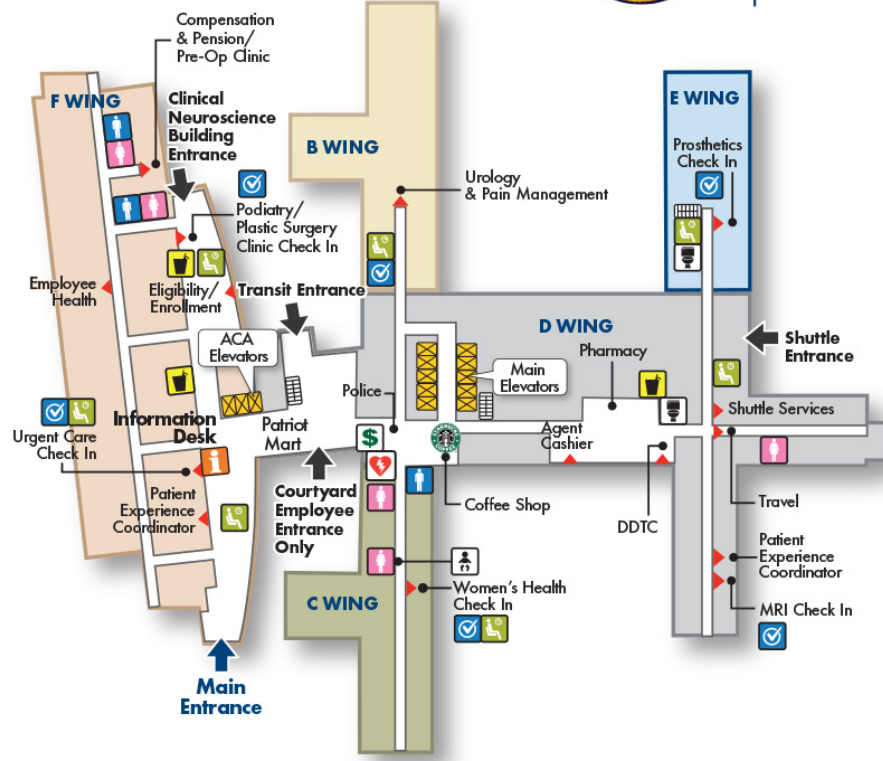 Compensation
& Pension/
Pre-Op Clinic
F WING
Clinical
Neuroscience
Building
Entrance
B WING
E WING
Prosthetics
Check In
Urology
& Pain Management
Podiatry/
Plastic Surgery
Clinic Check In
Employee
Health
Eligibility/
Enrollment
Transit Entrance
D WING
ACA
Elevators
Main
Elevators
Pharmacy
Shuttle
Entrance
Police
Shuttle Services
Information
Desk
Patriot
Mart
Agent
Cashier
Urgent Care
Check In
$
i
Courtyard
Employee
Entrance
Only
Coffee Shop
DDTC
Travel
Patient
Experience
Coordinator
Patient
Experience
Coordinator
C WING
Women's Health
Check In
MRI Check In
Main
Entrance